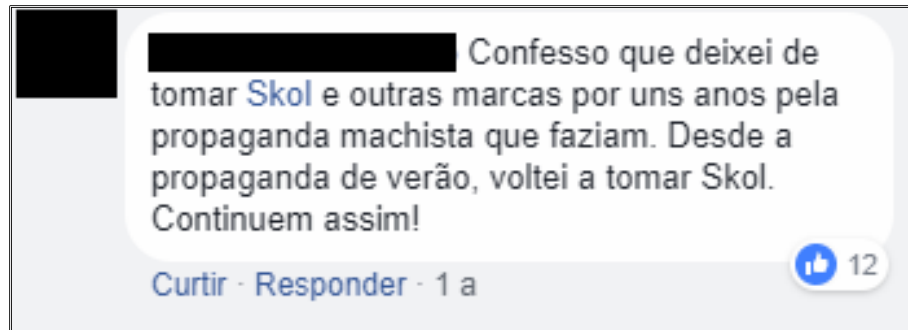 Confesso que deixei de
tomar Skol e outras marcas por uns anos pela
propaganda machista que faziam. Desde a
propaganda de verão, voltei a tomar Skol.
Continuem assim!
12
Curtir · Responder · 1 a